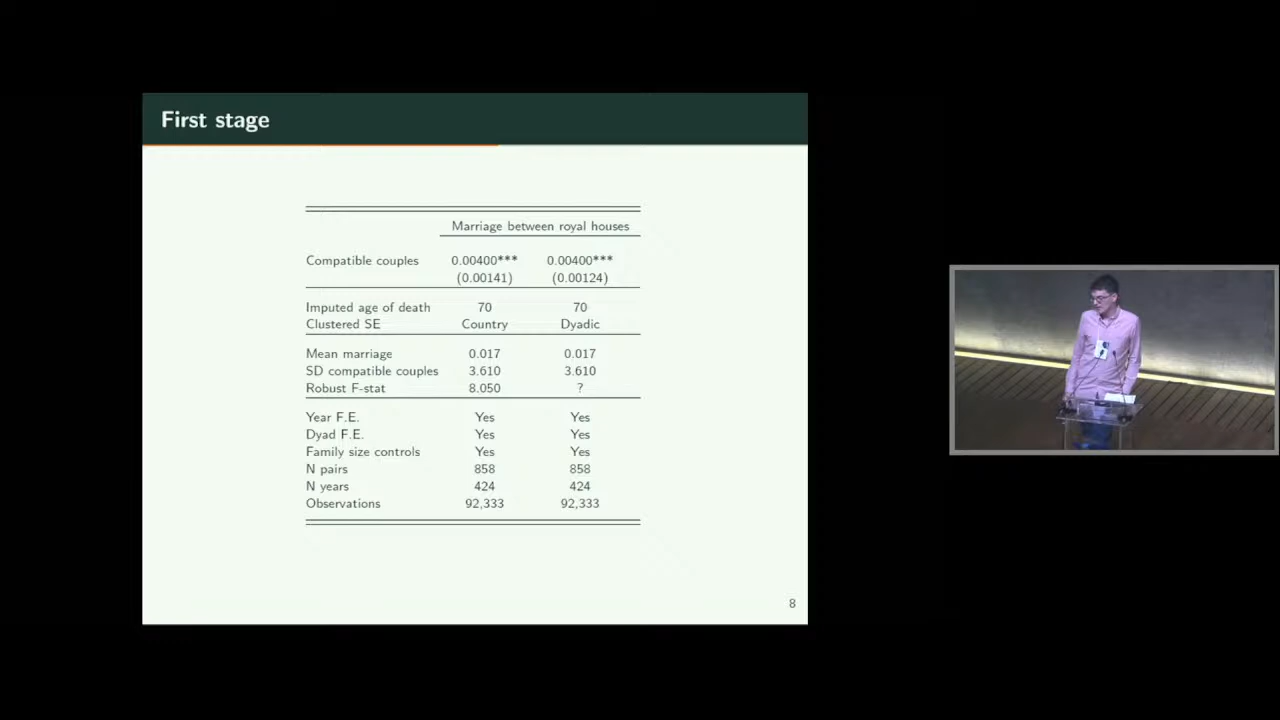 First stage
Marriage between royal houses
Compatible couples 0.00400*** 0.00400***
(0.00141) (0.00124)
Imputed age of death 70 70
Clustered SE Country Dyadic
Mean marriage 0.017 0.017
SD compatible couples 3.610 3.610
Robust F-stat 8.050 ?
Year F.E. Yes Yes
Dyad F.E. Yes Yes
Family size controls Yes Yes
N pairs 858 858
N years 424 424
Observations 92,333 92,333
8